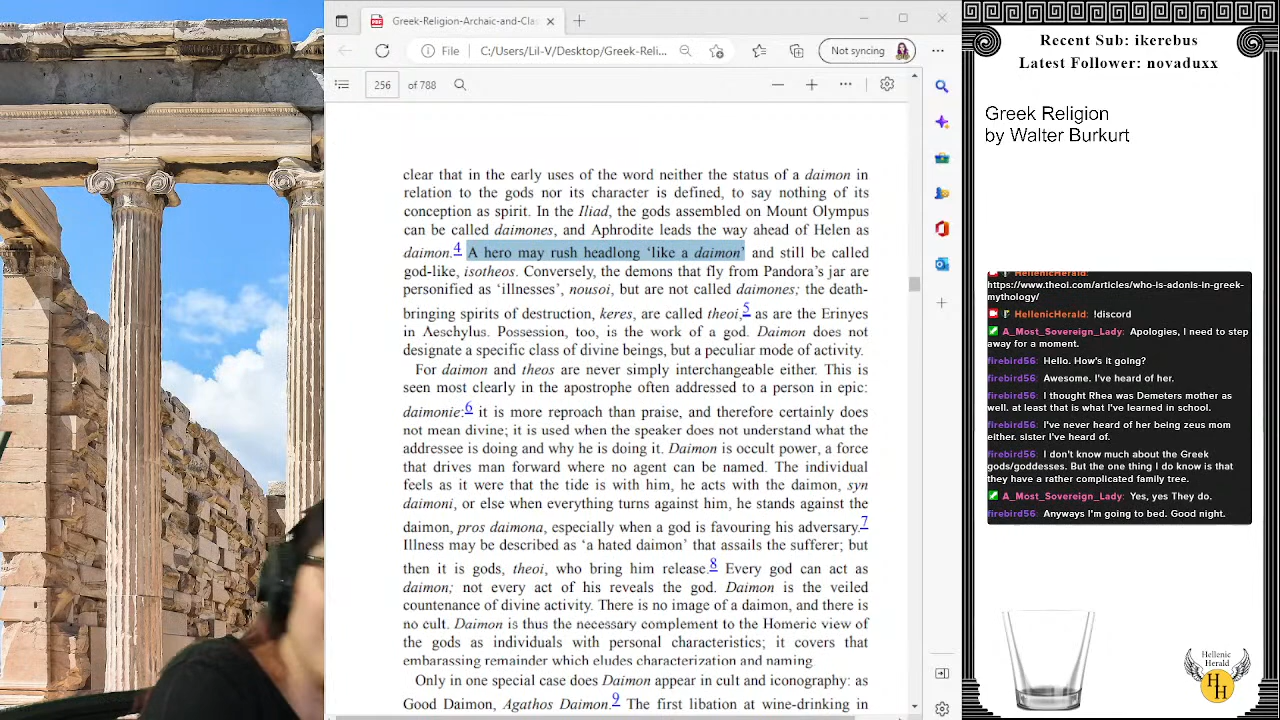 Greek-Religion-Archaic-and-Cla
File
C:/Users/Lil-V/Desktop/Greek-Reli...
Not syncing
256 of 788
clear that in the early uses of the word neither the status of a daimon in
relation to the gods nor its character is defined, to say nothing of its
conception as spirit. In the Iliad, the gods assembled on Mount Olympus
can be called daimones, and Aphrodite leads the way ahead of Helen as
daimon.4 A hero may rush headlong ‘like a daimon’ and still be called
god-like, isotheos. Conversely, the demons that fly from Pandora’s jar are
personified as ‘illnesses’, nousoi, but are not called daimones; the death-
bringing spirits of destruction, keres, are called theoi,5 as are the Erinyes
in Aeschylus. Possession, too, is the work of a god. Daimon does not
designate a specific class of divine beings, but a peculiar mode of activity.
For daimon and theos are never simply interchangeable either. This is
seen most clearly in the apostrophe often addressed to a person in epic:
daimonie:6 it is more reproach than praise, and therefore certainly does
not mean divine; it is used when the speaker does not understand what the
addressee is doing and why he is doing it. Daimon is occult power, a force
that drives man forward where no agent can be named. The individual
feels as it were that the tide is with him, he acts with the daimon, syn
daimoni, or else when everything turns against him, he stands against the
daimon, pros daimona, especially when a god is favouring his adversary.7
Illness may be described as ‘a hated daimon’ that assails the sufferer; but
then it is gods, theoi, who bring him release.8 Every god can act as
daimon; not every act of his reveals the god. Daimon is the veiled
countenance of divine activity. There is no image of a daimon, and there is
no cult. Daimon is thus the necessary complement to the Homeric view of
the gods as individuals with personal characteristics; it covers that
embarassing remainder which eludes characterization and naming
Only in one special case does Daimon appear in cult and iconography: as
Good Daimon, Agathos Daimon.9 The first libation at wine-drinking in
Recent Sub: ikerebus
Latest Follower: novaduxx
Greek Religion
by Walter Burkurt
HellenicHerald:
https://www.theoi.com/articles/who-is-adonis-in-greek-
mythology/
HellenicHerald: !discord
A_Most_Sovereign_Lady: Apologies, I need to step
away for a moment.
firebird56: Hello. How's it going?
firebird56: Awesome. I've heard of her.
firebird56: I thought Rhea was Demeters mother as
well. at least that is what I've learned in school.
firebird56: I've never heard of her being zeus mom
either. sister I've heard of.
firebird56: I don't know much about the Greek
gods/goddesses. But the one thing I do know is that
they have a rather complicated family tree.
A_Most_Sovereign_Lady: Yes, yes They do.
firebird56: Anyways I'm going to bed. Good night.
Hellenic
Herald
HH